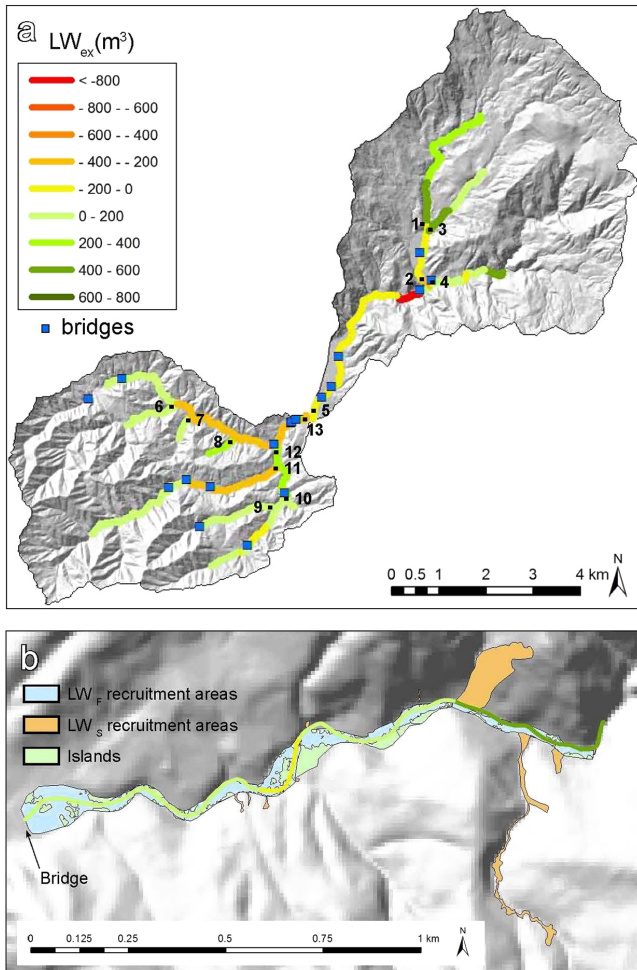 a
LWex(m³)
< -800
- 800 - - 600
- 600 - - 400
- 400 - - 200
- 200 - 0
0 - 200
200 - 400
400 - 600
600 - 800
bridges
1
3
2
4
5
13
6
7
8
12
11
10
9
N
0 0.5 1 2 3 4 km
b
LWF recruitment areas
LWS recruitment areas
Islands
Bridge
0 0.125 0.25 0.5 0.75 1 km
N